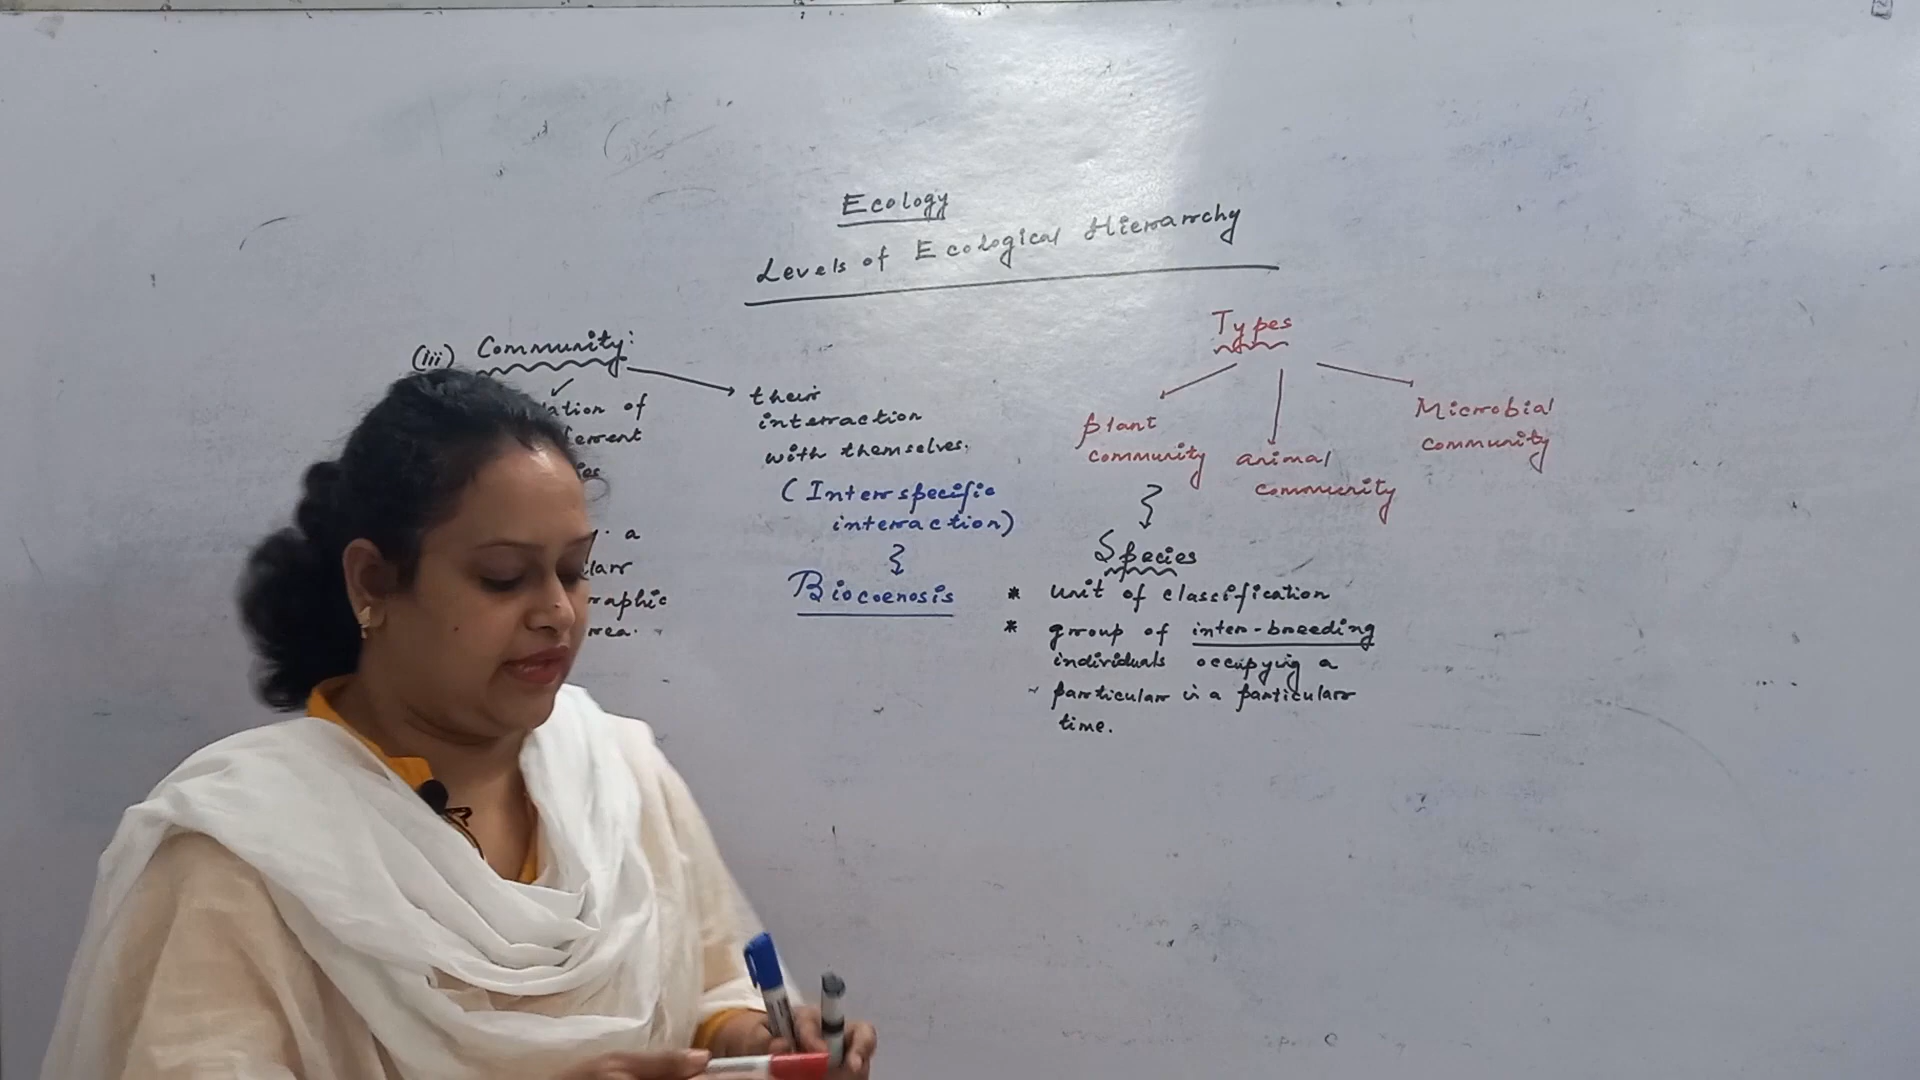 Ecology
Levels of Ecological Hierarchy
(iii) Community:
of
a
their
interaction
with themselves.
(Interspecific
interaction)
Biocoenosis
Types
plant
community
animal
community
Microbial
community
Species
* unit of classification
* group of inter-breeding
individuals occupying a
particular in a particular
time.